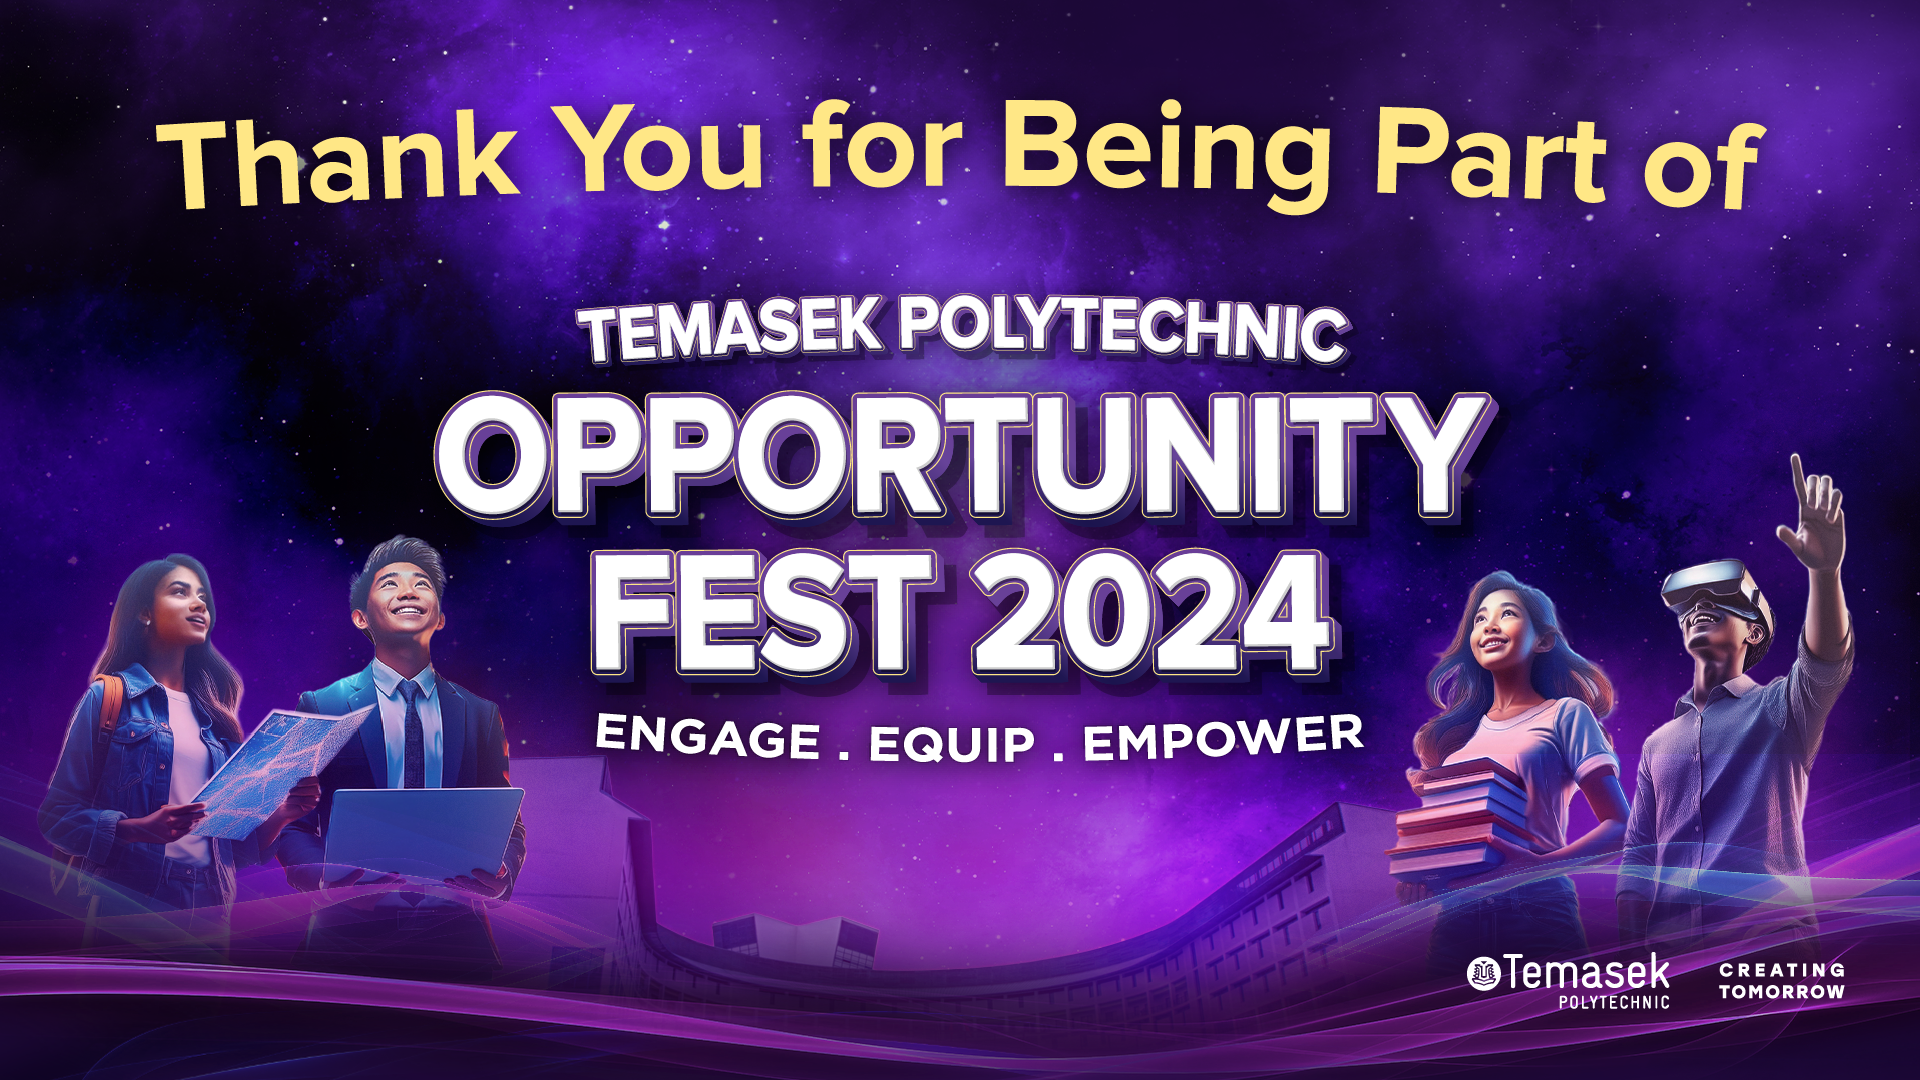 Thank You for Being Part of
TEMASEK POLYTECHNIC
OPPORTUNITY
FEST 2024
ENGAGE . EQUIP . EMPOWER
Temasek
POLYTECHNIC
CREATING
TOMORROW